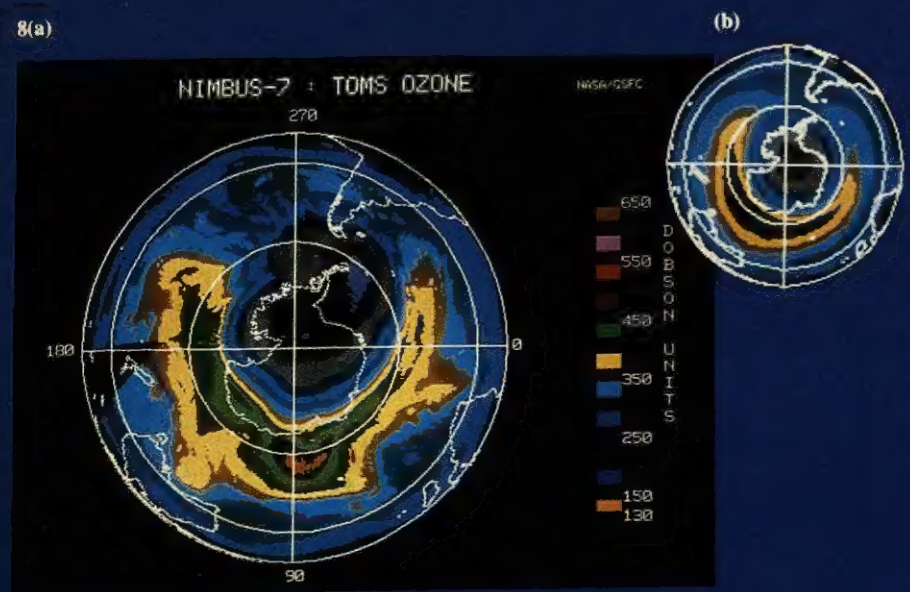 8(a)
(b)
NIMBUS-7 : TOMS OZONE
NASA/GSFC
270
180
0
90
650
550
450
350
250
150
130
DOBSON UNITS